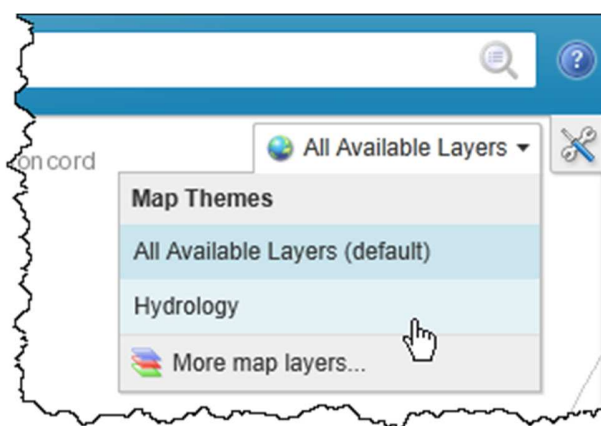 ?
oncord
All Available Layers
Map Themes
All Available Layers (default)
Hydrology
More map layers...